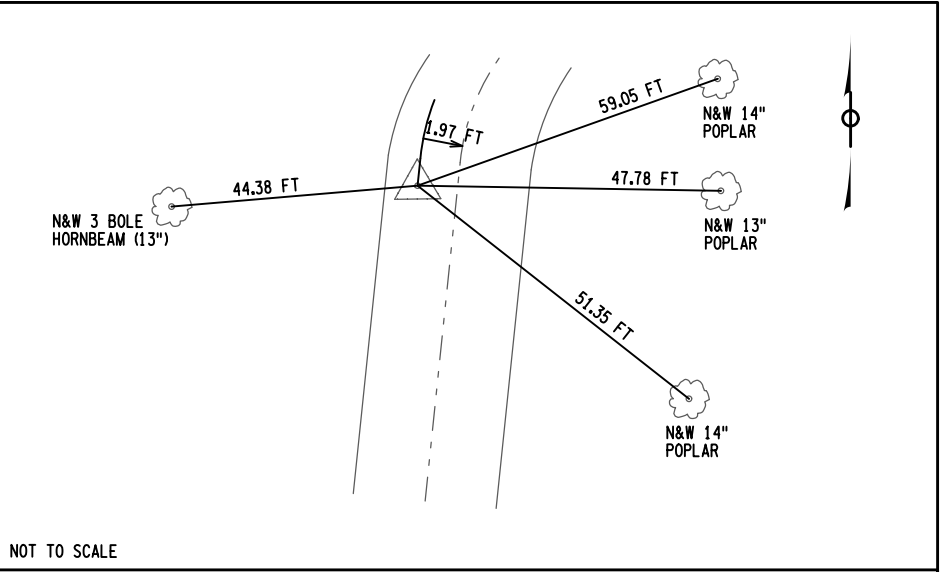 59.05 FT
N&W 14"
POPLAR
1.97 FT
44.38 FT
47.78 FT
N&W 3 BOLE
HORNBEAM (13")
N&W 13"
POPLAR
51.35 FT
N&W 14"
POPLAR
NOT TO SCALE